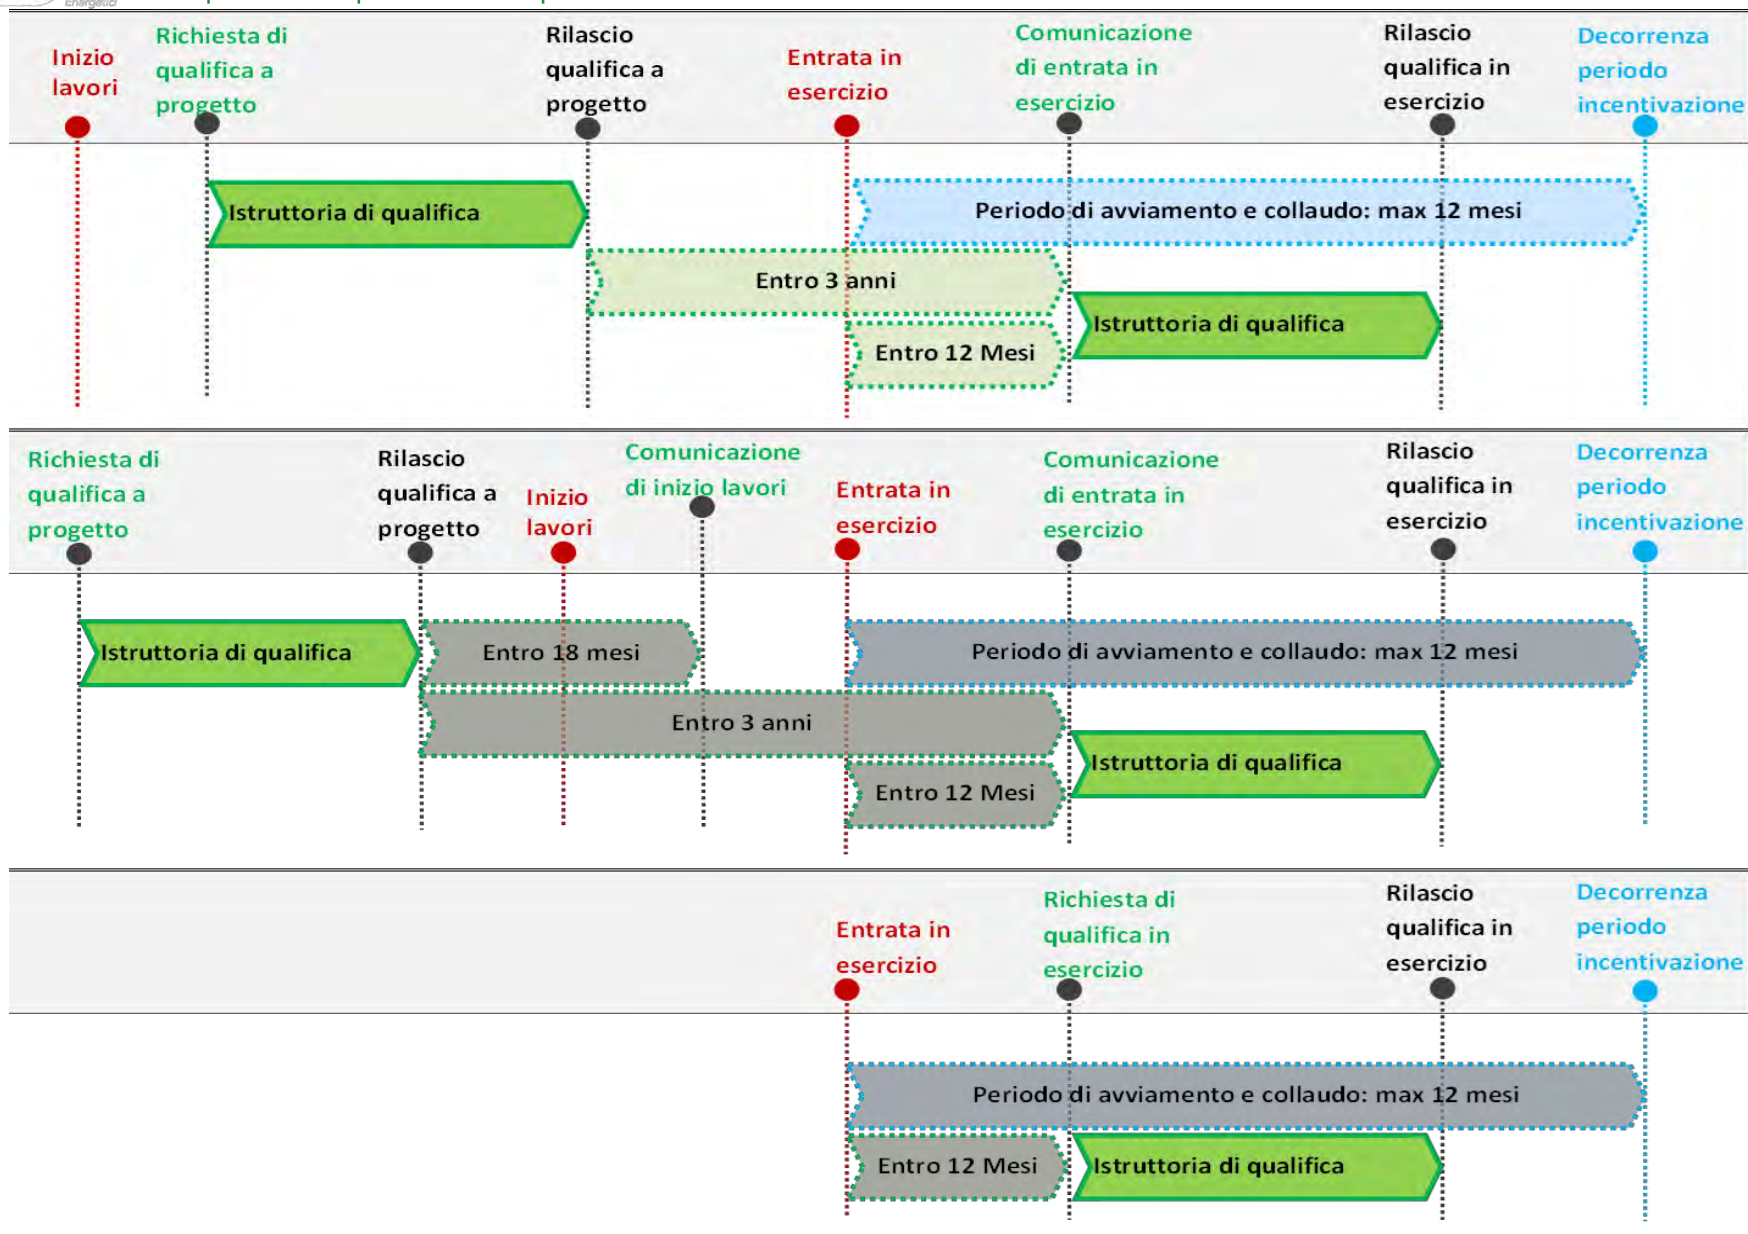 Energetici
Inizio
lavori
Richiesta di
qualifica a
progetto
Rilascio
qualifica a
progetto
Entrata in
esercizio
Comunicazione
di entrata in
esercizio
Rilascio
qualifica in
esercizio
Decorrenza
periodo
incentivazione
Istruttoria di qualifica
Periodo di avviamento e collaudo: max 12 mesi
Entro 3 anni
Istruttoria di qualifica
Entro 12 Mesi
Richiesta di
qualifica a
progetto
Rilascio
qualifica a
progetto
Inizio
lavori
Comunicazione
di inizio lavori
Entrata in
esercizio
Comunicazione
di entrata in
esercizio
Rilascio
qualifica in
esercizio
Decorrenza
periodo
incentivazione
Istruttoria di qualifica
Entro 18 mesi
Periodo di avviamento e collaudo: max 12 mesi
Entro 3 anni
Istruttoria di qualifica
Entro 12 Mesi
Entrata in
esercizio
Richiesta di
qualifica in
esercizio
Rilascio
qualifica in
esercizio
Decorrenza
periodo
incentivazione
Periodo di avviamento e collaudo: max 12 mesi
Entro 12 Mesi
Istruttoria di qualifica